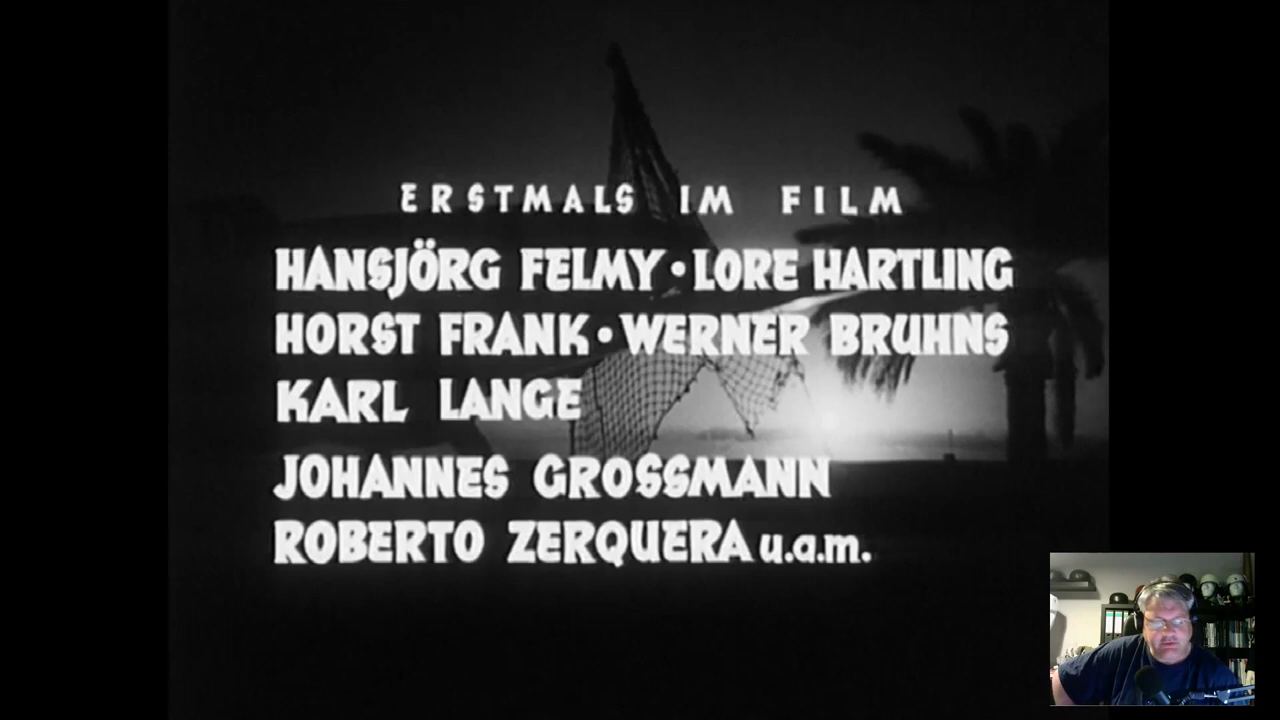 ERSTMALS IM FILM
HANSJÖRG FELMY • LORE HARTLING
HORST FRANK • WERNER BRUHNS
KARL LANGE
JOHANNES GROSSMANN
ROBERTO ZERQUERA u.a.m.